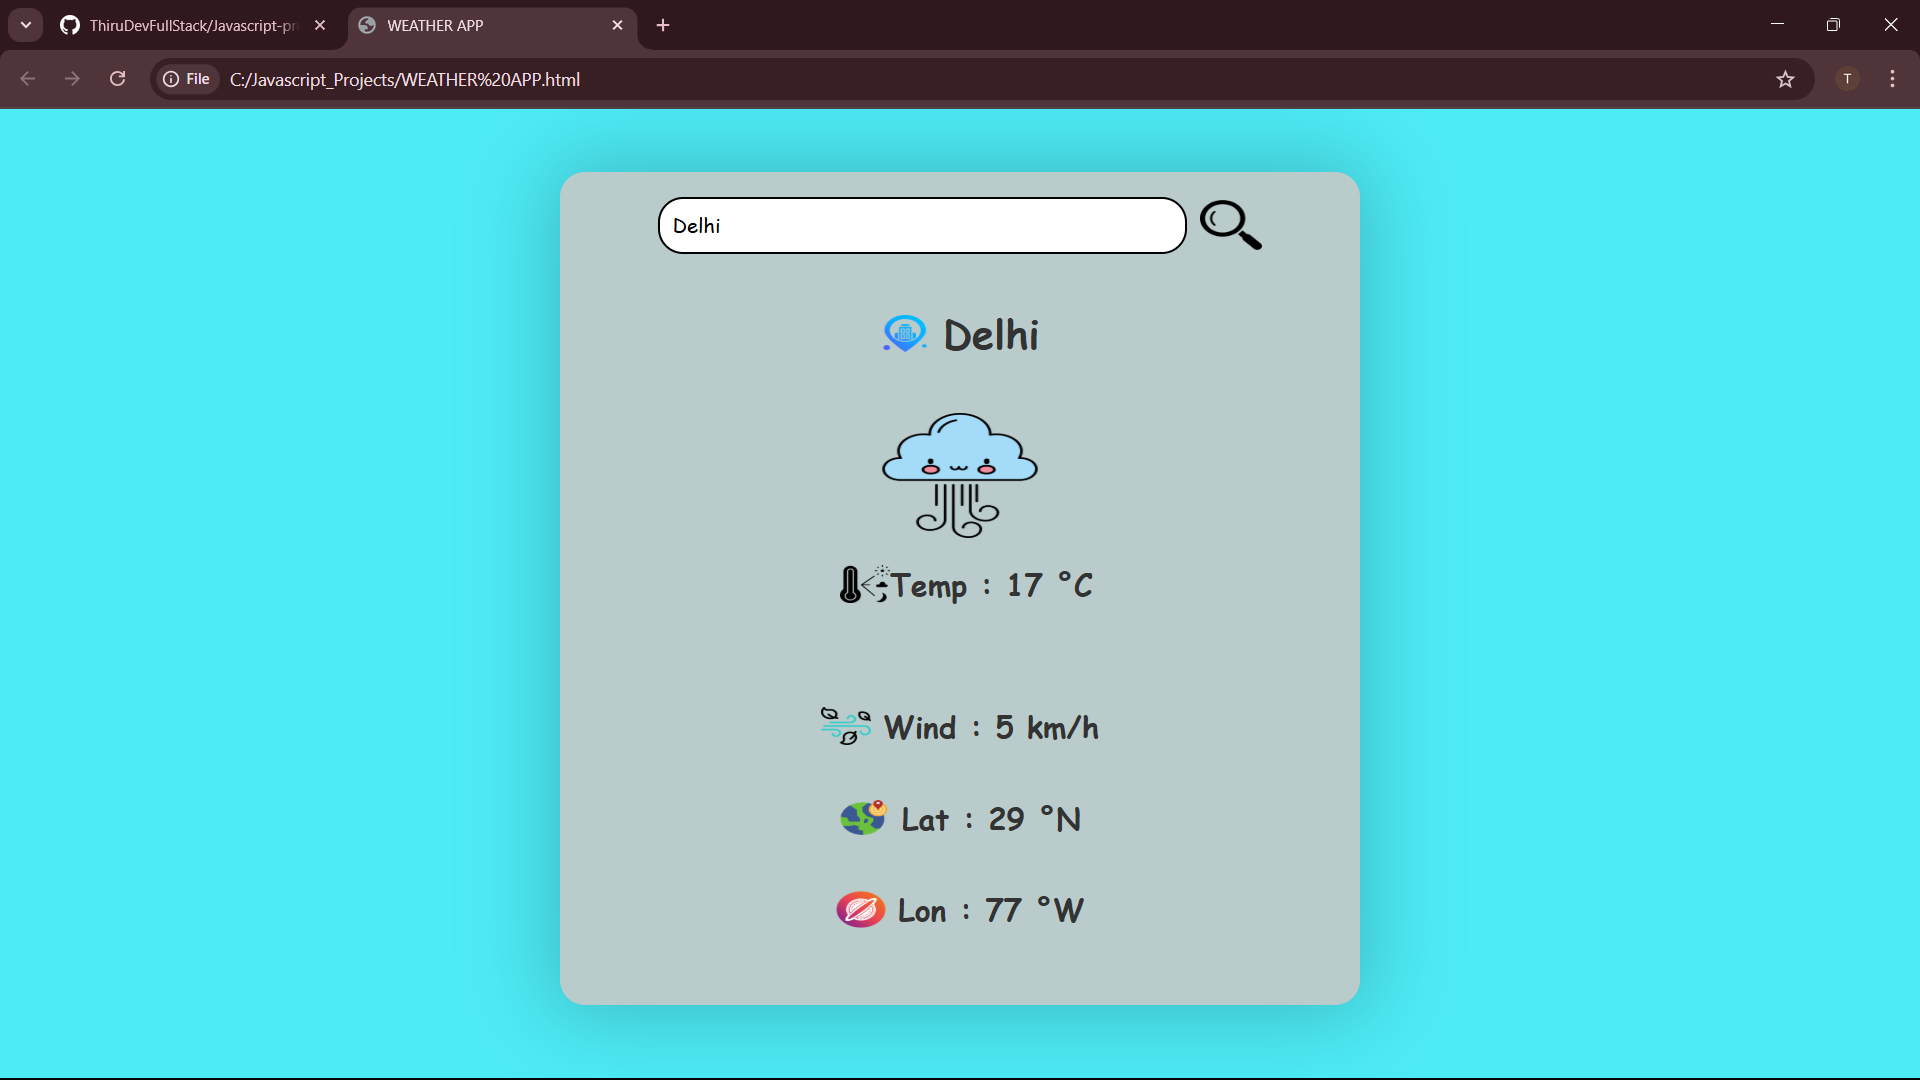 ThiruDevFullStack/Javascript-pr
WEATHER APP
File
C:/Javascript_Projects/WEATHER%20APP.html
T
Delhi
Delhi
Temp : 17 °C
Wind : 5 km/h
Lat : 29 °N
Lon : 77 °W